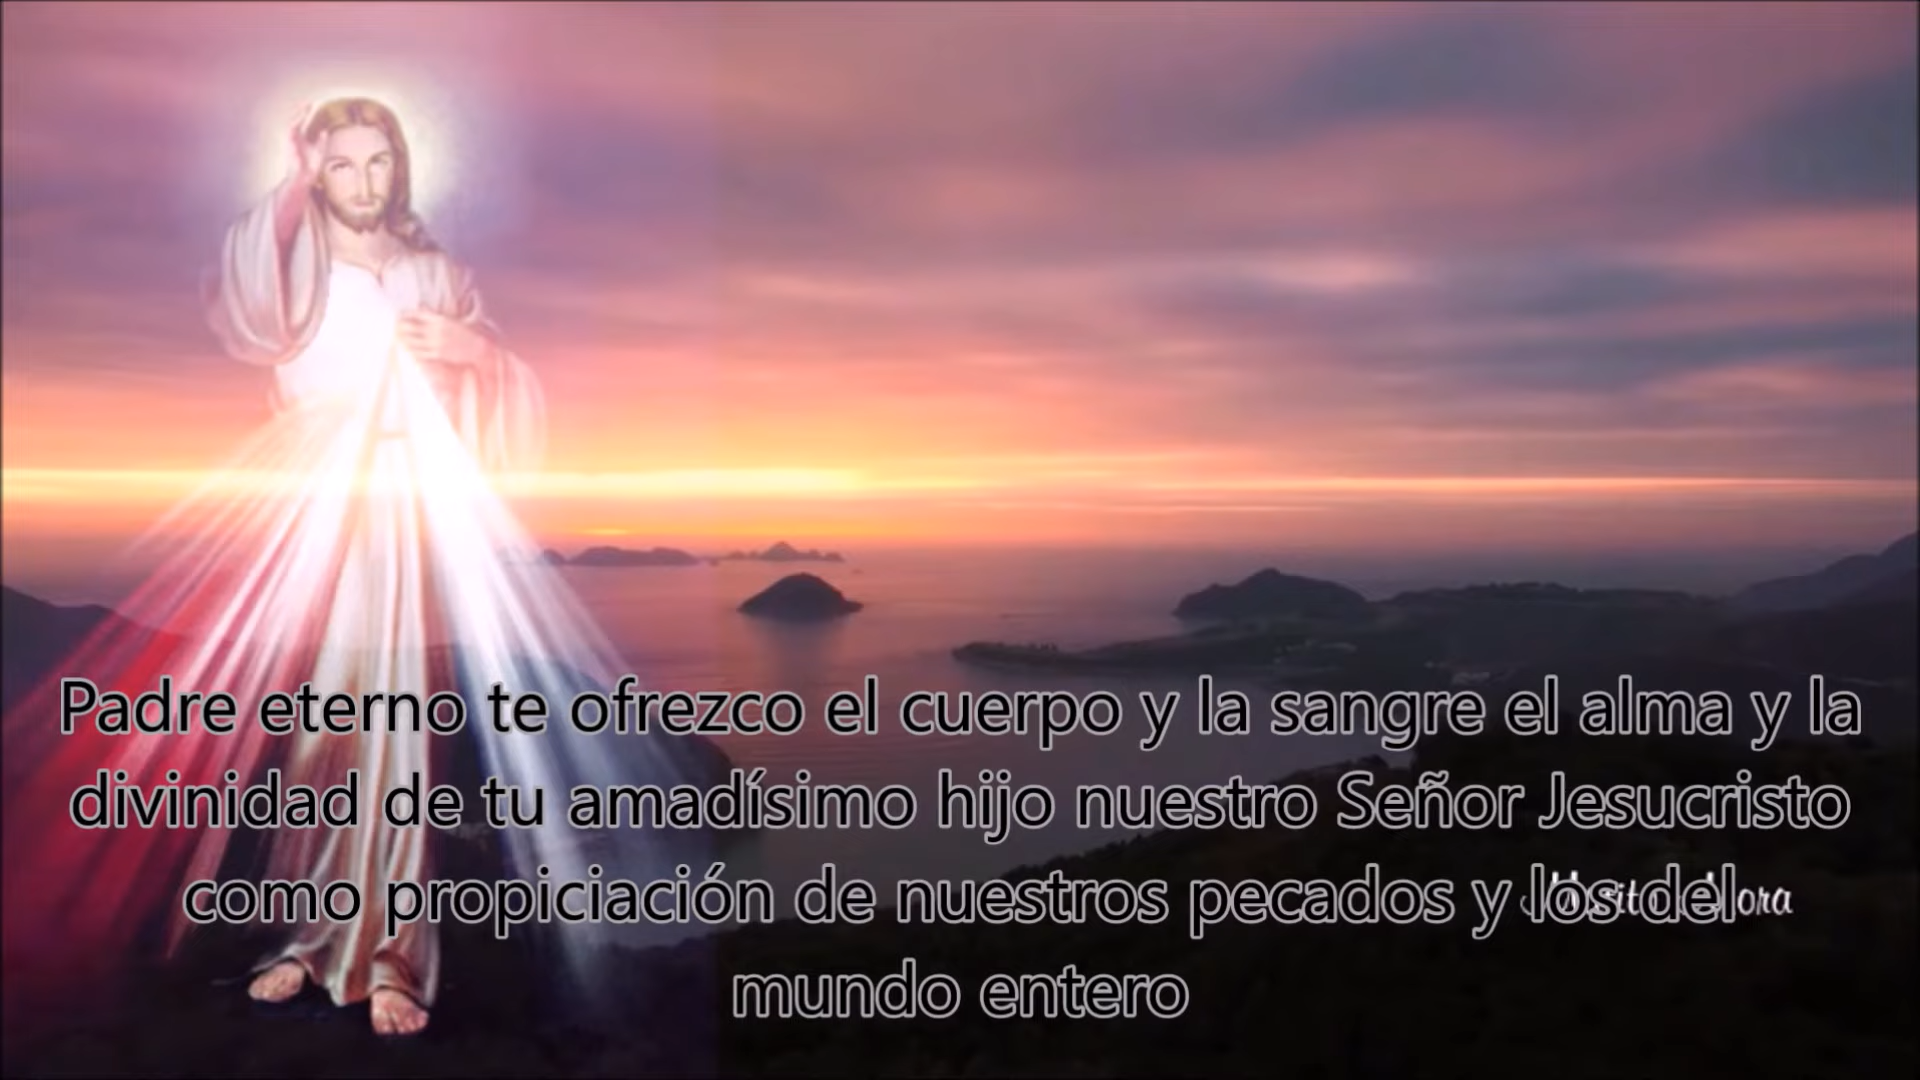 Padre eterno te ofrezco el cuerpo y la sangre el alma y la
divinidad de tu amadísimo hijo nuestro Señor Jesucristo
como propiciación de nuestros pecados y los del
mundo entero